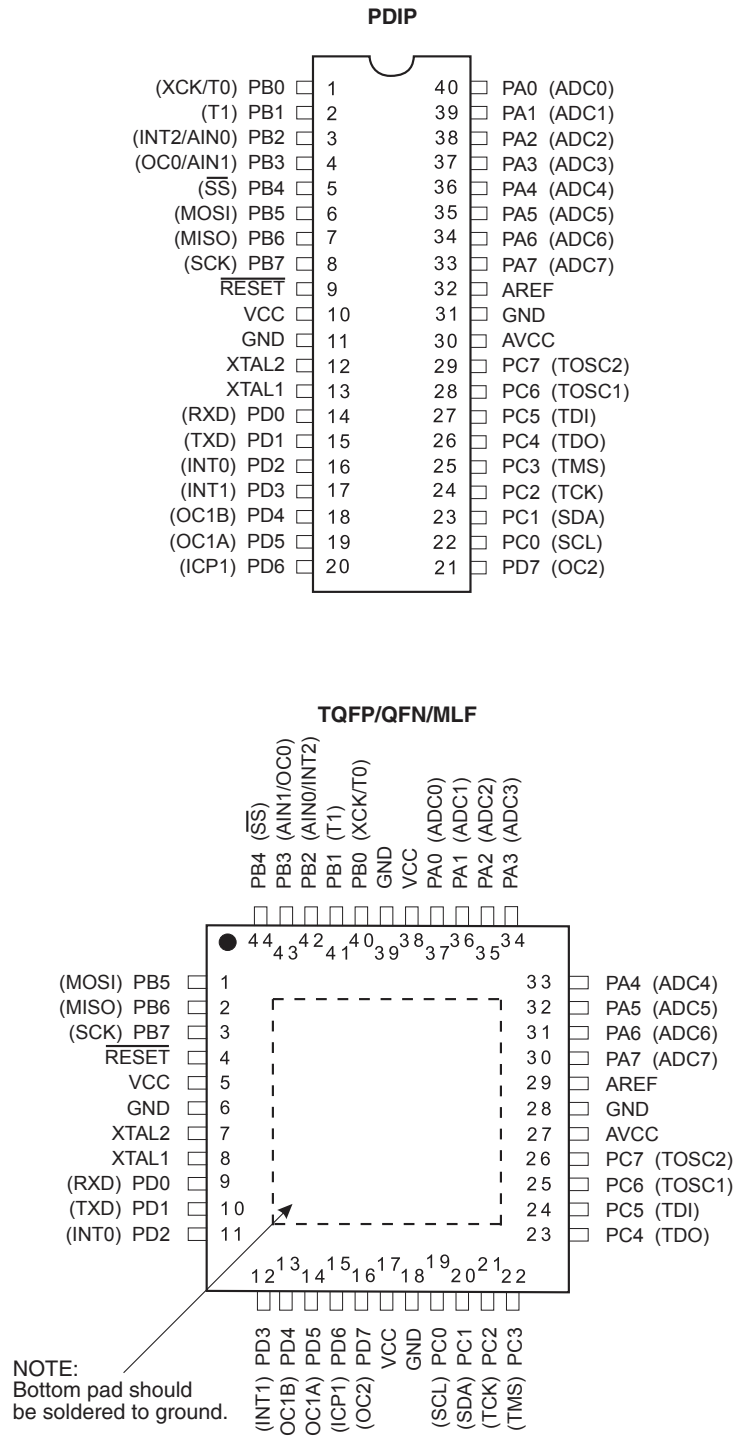 PDIP
(XCK/T0) PB0 1 40 PA0 (ADC0)
(T1) PB1 2 39 PA1 (ADC1)
(INT2/AIN0) PB2 3 38 PA2 (ADC2)
(OC0/AIN1) PB3 4 37 PA3 (ADC3)
(S̅S̅) PB4 5 36 PA4 (ADC4)
(MOSI) PB5 6 35 PA5 (ADC5)
(MISO) PB6 7 34 PA6 (ADC6)
(SCK) PB7 8 33 PA7 (ADC7)
R̅E̅S̅E̅T̅ 9 32 AREF
VCC 10 31 GND
GND 11 30 AVCC
XTAL2 12 29 PC7 (TOSC2)
XTAL1 13 28 PC6 (TOSC1)
(RXD) PD0 14 27 PC5 (TDI)
(TXD) PD1 15 26 PC4 (TDO)
(INT0) PD2 16 25 PC3 (TMS)
(INT1) PD3 17 24 PC2 (TCK)
(OC1B) PD4 18 23 PC1 (SDA)
(OC1A) PD5 19 22 PC0 (SCL)
(ICP1) PD6 20 21 PD7 (OC2)
TQFP/QFN/MLF
PB4 (S̅S̅)
PB3 (AIN1/OC0)
PB2 (AIN0/INT2)
PB1 (T1)
PB0 (XCK/T0)
GND
VCC
PA0 (ADC0)
PA1 (ADC1)
PA2 (ADC2)
PA3 (ADC3)
44 43 42 41 40 39 38 37 36 35 34
(MOSI) PB5 1 33 PA4 (ADC4)
(MISO) PB6 2 32 PA5 (ADC5)
(SCK) PB7 3 31 PA6 (ADC6)
R̅E̅S̅E̅T̅ 4 30 PA7 (ADC7)
VCC 5 29 AREF
GND 6 28 GND
XTAL2 7 27 AVCC
XTAL1 8 26 PC7 (TOSC2)
(RXD) PD0 9 25 PC6 (TOSC1)
(TXD) PD1 10 24 PC5 (TDI)
(INT0) PD2 11 23 PC4 (TDO)
12 13 14 15 16 17 18 19 20 21 22
(INT1) PD3
OC1B) PD4
OC1A) PD5
(ICP1) PD6
(OC2) PD7
VCC
GND
(SCL) PC0
(SDA) PC1
(TCK) PC2
(TMS) PC3
NOTE:
Bottom pad should
be soldered to ground.